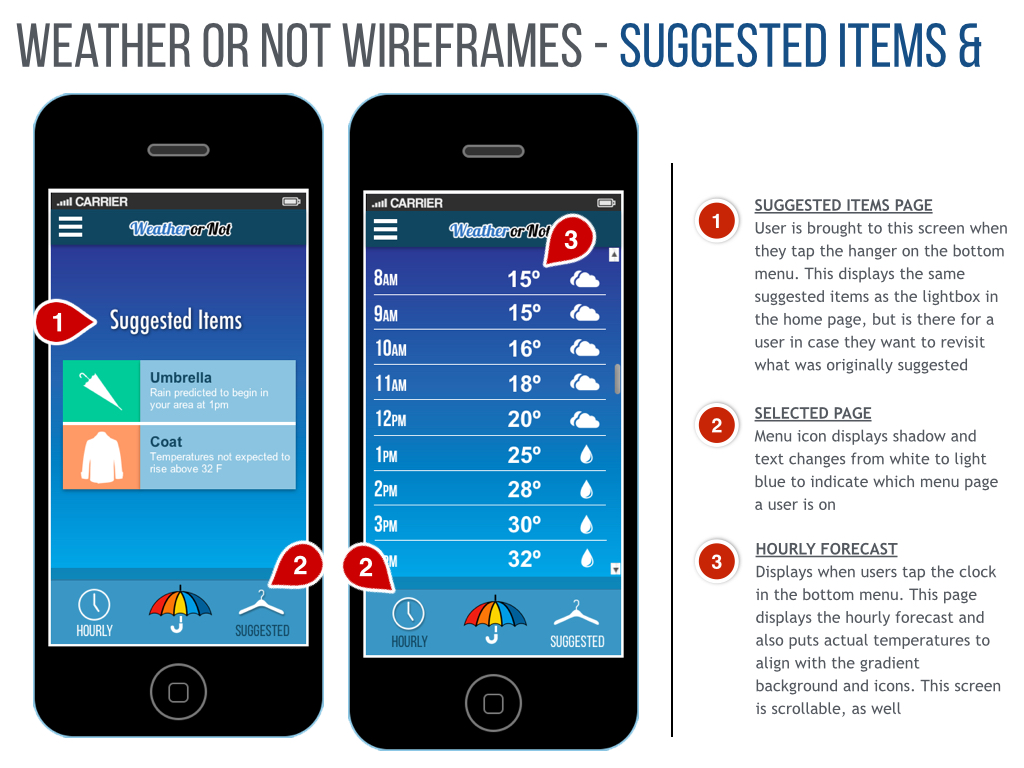 WEATHER OR NOT WIREFRAMES - SUGGESTED ITEMS &
CARRIER
Weather or Not
1
Suggested Items
Umbrella
Rain predicted to begin in
your area at 1pm
Coat
Temperatures not expected to
rise above 32 F
2
HOURLY
SUGGESTED
CARRIER
Weather or Not
3
8AM 15º
9AM 15º
10AM 16º
11AM 18º
12PM 20º
1PM 25º
2PM 28º
3PM 30º
PM 32º
2
HOURLY
SUGGESTED
1
SUGGESTED ITEMS PAGE
User is brought to this screen when
they tap the hanger on the bottom
menu. This displays the same
suggested items as the lightbox in
the home page, but is there for a
user in case they want to revisit
what was originally suggested
2
SELECTED PAGE
Menu icon displays shadow and
text changes from white to light
blue to indicate which menu page
a user is on
3
HOURLY FORECAST
Displays when users tap the clock
in the bottom menu. This page
displays the hourly forecast and
also puts actual temperatures to
align with the gradient
background and icons. This screen
is scrollable, as well